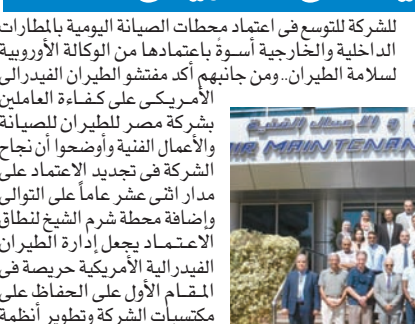 للشركة للتوسع فى اعتماد محطات الصيانة اليومية بالمطارات
الداخلية والخارجية أسوةً باعتمادها من الوكالة الأوروبية
لسلامة الطيران..ومن جانبهم أكد مفتشو الطيران الفيدرالى
الأمريكى على كفاءة العاملين
بشركة مصر للطيران للصيانة
والأعمال الفنية وأوضحوا أن نجاح
الشركة فى تجديد الاعتماد على
مدار اثنى عشر عاماً على التوالى
وإضافة محطة شرم الشيخ لنطاق
الاعتماد يجعل إدارة الطيران
الفيدرالية الأمريكية حريصة فى
المقام الأول على الحفاظ على
مكتسبات الشركة وتطوير أنظمة
و الاعمال الفنية
AIR MAINTENAN